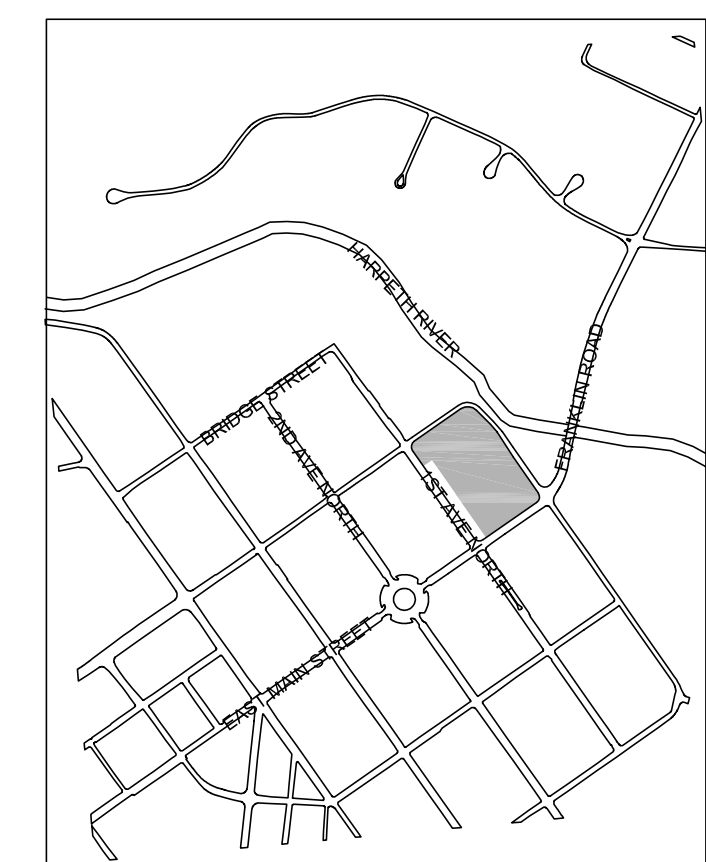 HARPETH RIVER
FRANKLIN ROAD
BRIDGE STREET
2ND AVE NORTH
1ST AVE NORTH
EAST MAIN STREET